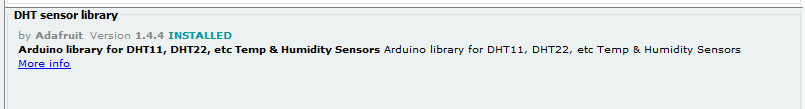 DHT sensor library
by Adafruit Version 1.4.4 INSTALLED
Arduino library for DHT11, DHT22, etc Temp & Humidity Sensors Arduino library for DHT11, DHT22, etc Temp & Humidity Sensors
More info